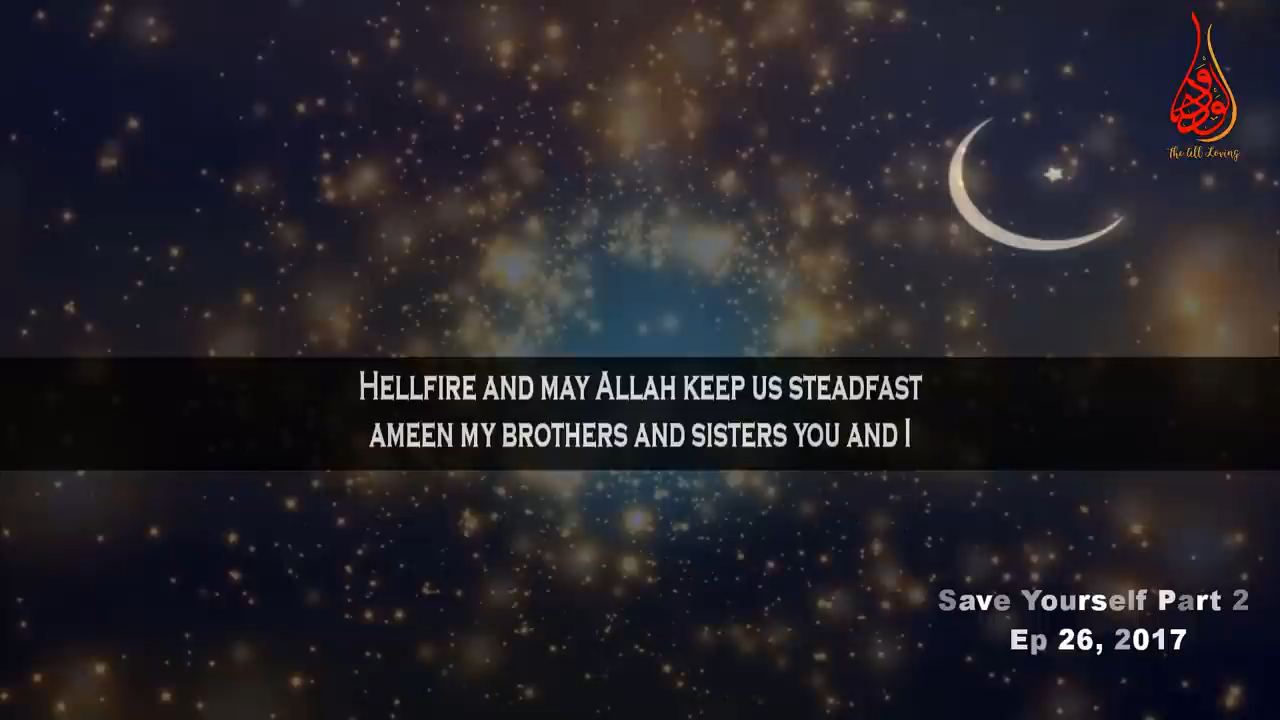 الودود
The All Loving
Hellfire and may Allah keep us steadfast
ameen my brothers and sisters you and I
Save Yourself Part 2
Ep 26, 2017